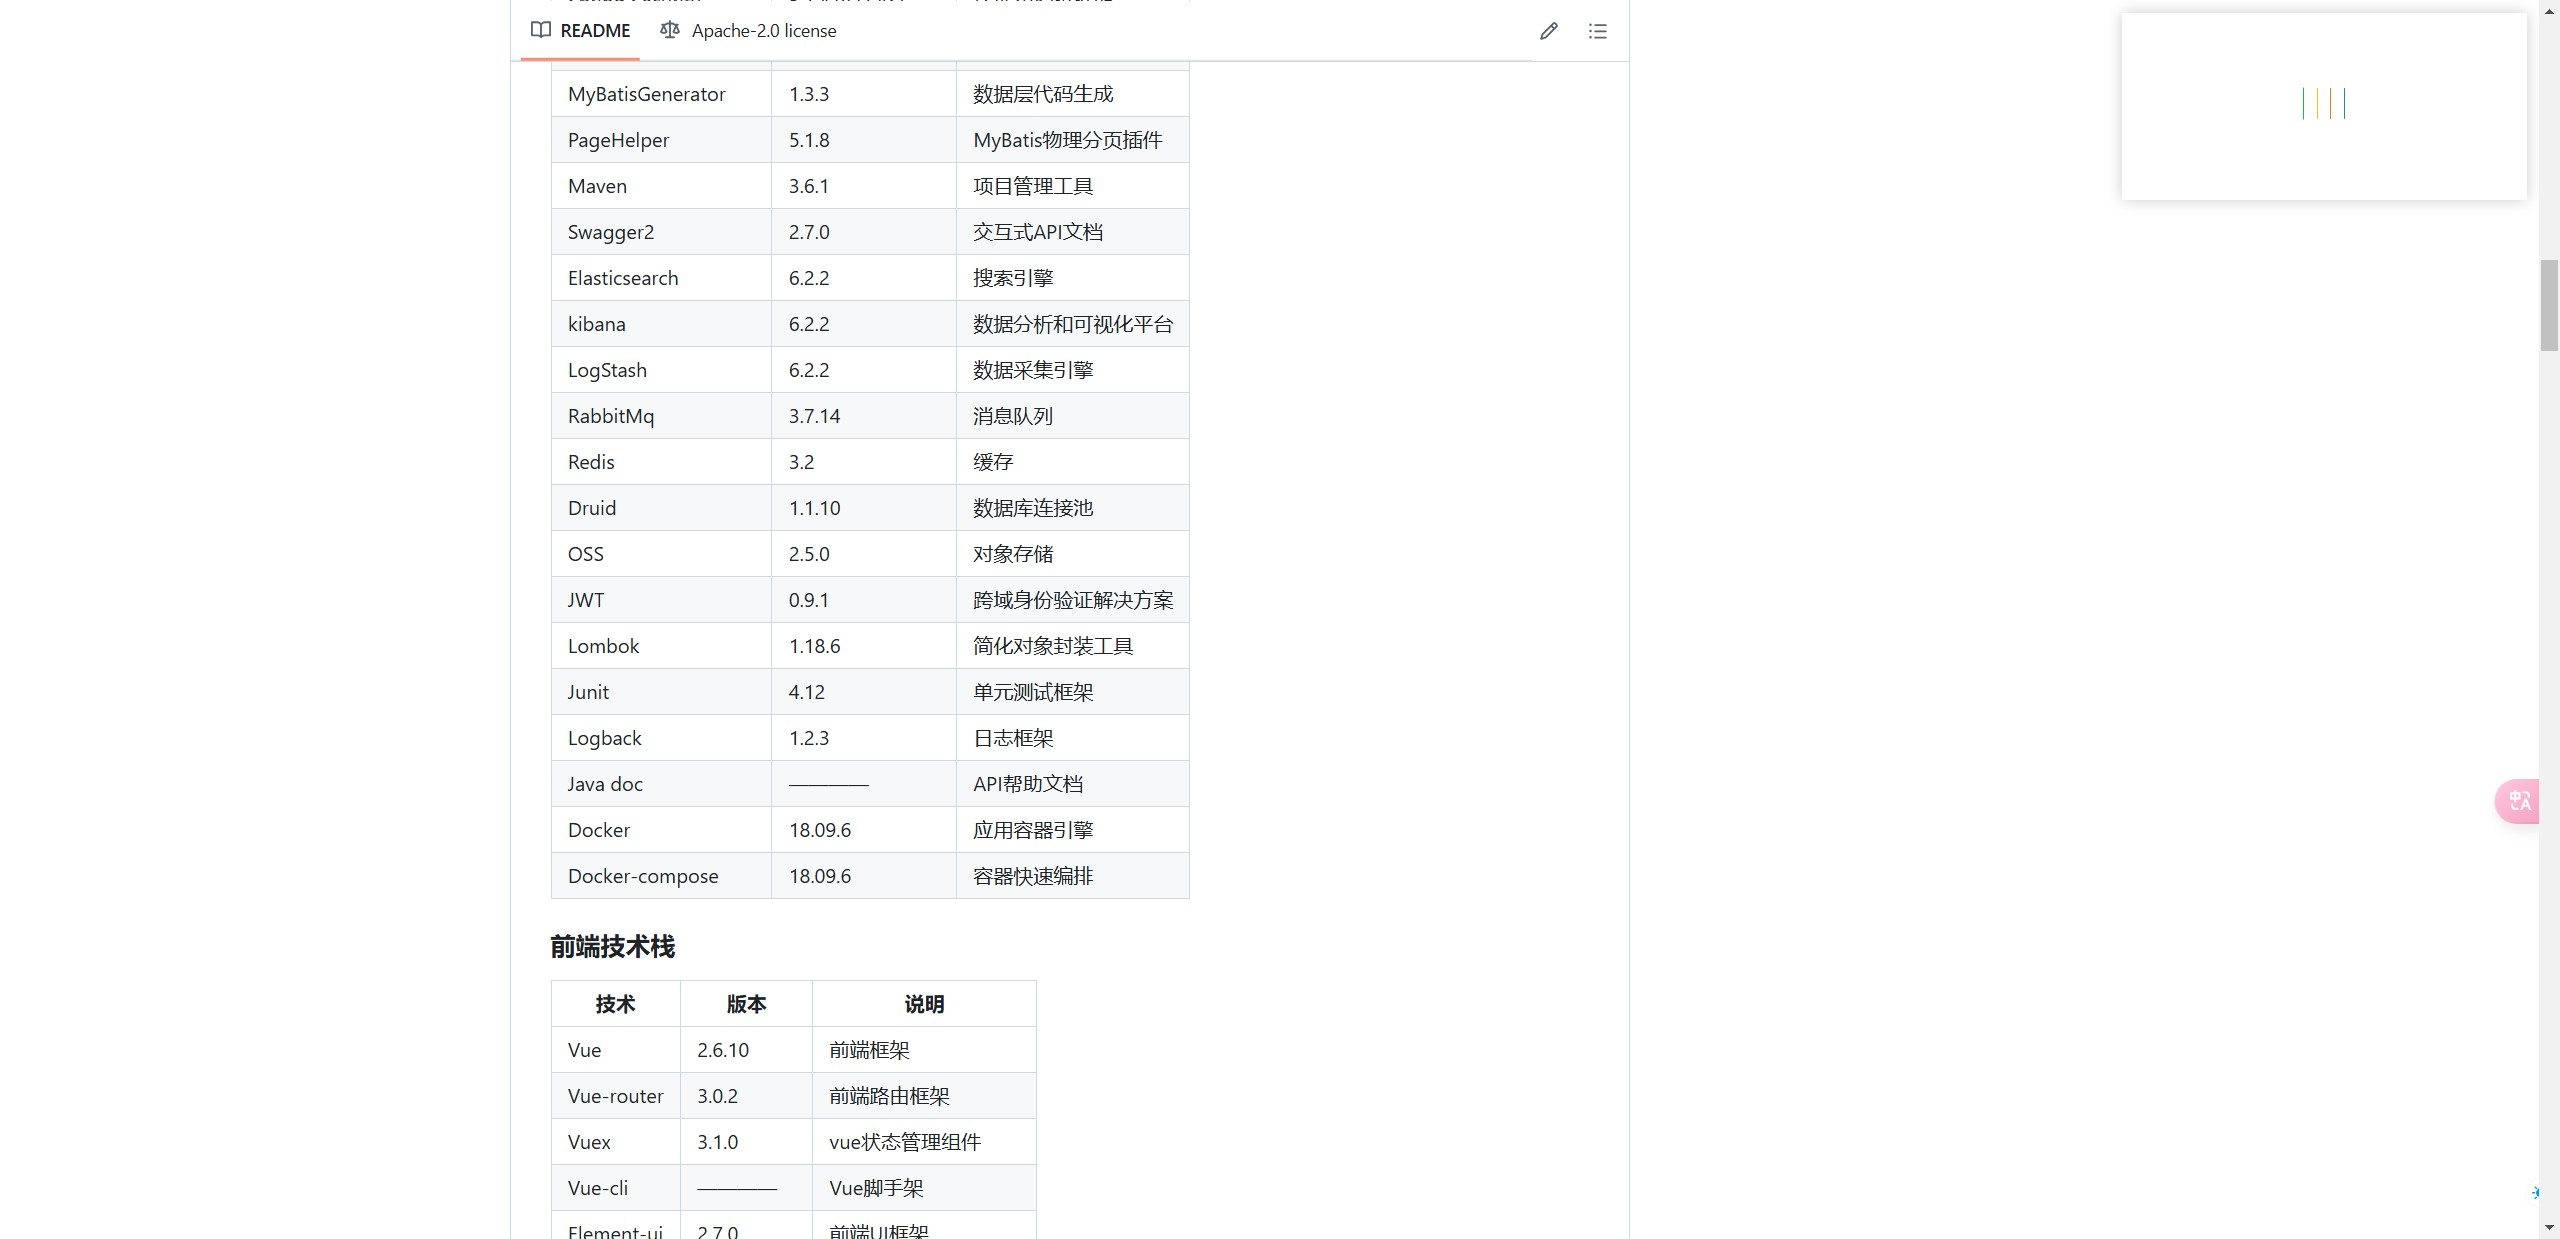 README Apache-2.0 license
MyBatisGenerator 1.3.3 数据层代码生成
PageHelper 5.1.8 MyBatis物理分页插件
Maven 3.6.1 项目管理工具
Swagger2 2.7.0 交互式API文档
Elasticsearch 6.2.2 搜索引擎
kibana 6.2.2 数据分析和可视化平台
LogStash 6.2.2 数据采集引擎
RabbitMq 3.7.14 消息队列
Redis 3.2 缓存
Druid 1.1.10 数据库连接池
OSS 2.5.0 对象存储
JWT 0.9.1 跨域身份验证解决方案
Lombok 1.18.6 简化对象封装工具
Junit 4.12 单元测试框架
Logback 1.2.3 日志框架
Java doc ———— API帮助文档
Docker 18.09.6 应用容器引擎
Docker-compose 18.09.6 容器快速编排
前端技术栈
技术 版本 说明
Vue 2.6.10 前端框架
Vue-router 3.0.2 前端路由框架
Vuex 3.1.0 vue状态管理组件
Vue-cli ———— Vue脚手架
Element-ui 2.7.0 前端UI框架